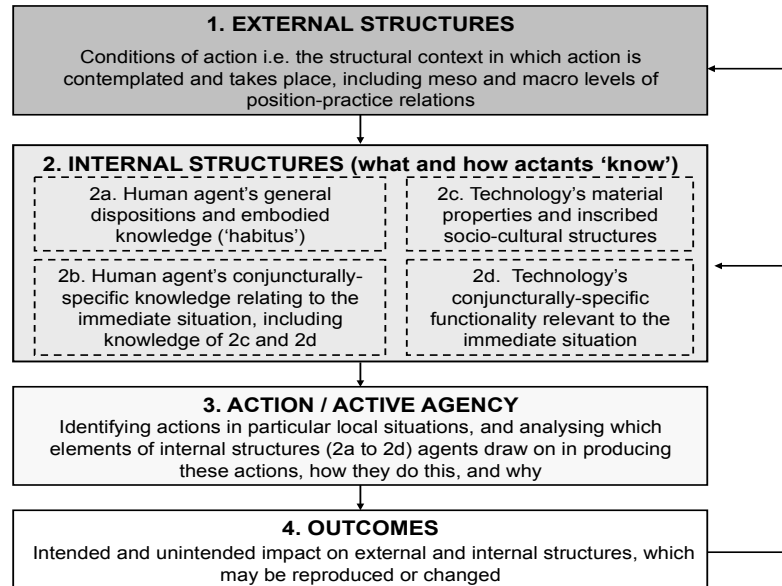 1. EXTERNAL STRUCTURES
Conditions of action i.e. the structural context in which action is
contemplated and takes place, including meso and macro levels of
position-practice relations
2. INTERNAL STRUCTURES (what and how actants ‘know’)
2a. Human agent’s general
dispositions and embodied
knowledge (‘habitus’)
2c. Technology’s material
properties and inscribed
socio-cultural structures
2b. Human agent’s conjuncturally-
specific knowledge relating to the
immediate situation, including
knowledge of 2c and 2d
2d. Technology’s
conjuncturally-specific
functionality relevant to the
immediate situation
3. ACTION / ACTIVE AGENCY
Identifying actions in particular local situations, and analysing which
elements of internal structures (2a to 2d) agents draw on in producing
these actions, how they do this, and why
4. OUTCOMES
Intended and unintended impact on external and internal structures, which
may be reproduced or changed